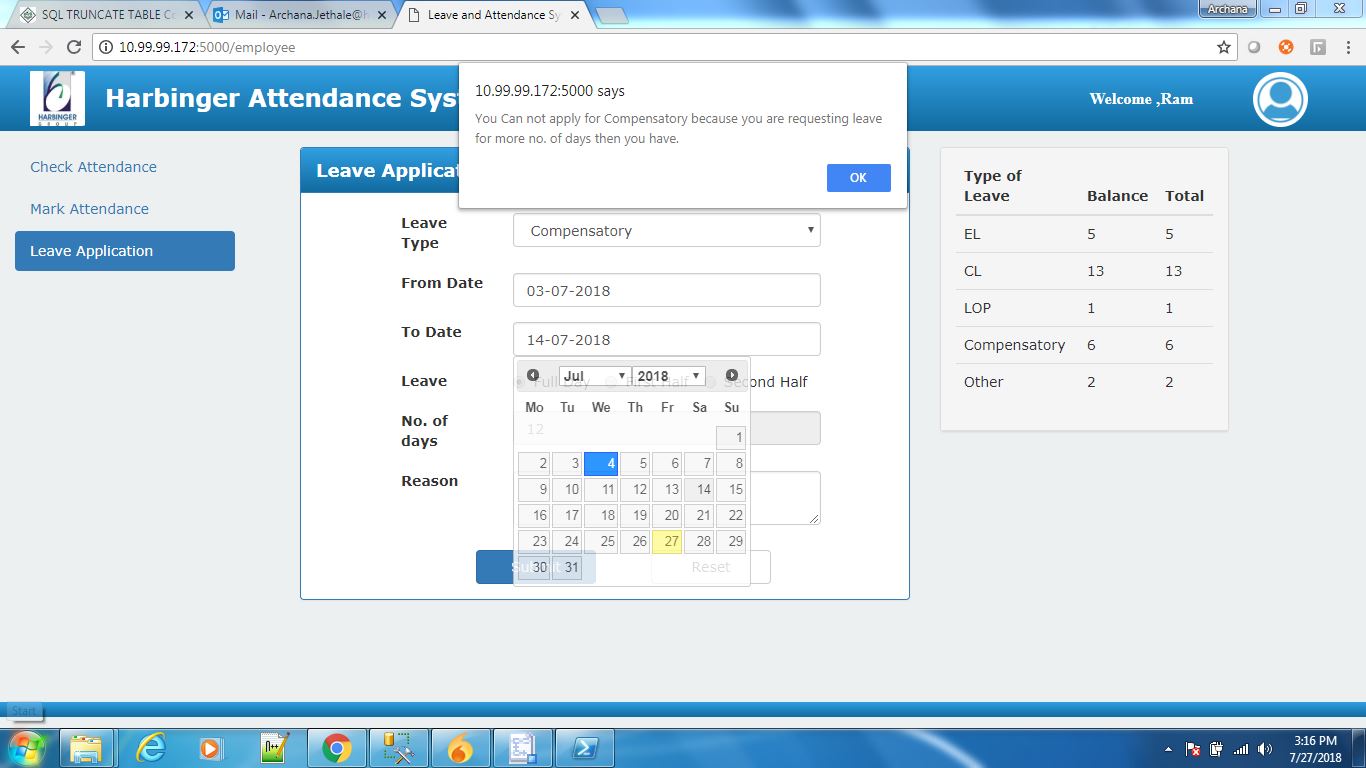 Archana
SQL TRUNCATE TABLE Co
Mail - Archana.Jethale@h
Leave and Attendance Sy
10.99.99.172:5000/employee
HARBINGER
GROUP
Harbinger Attendance Sys
Welcome ,Ram
10.99.99.172:5000 says
You Can not apply for Compensatory because you are requesting leave
for more no. of days then you have.
OK
Check Attendance
Mark Attendance
Leave Application
Leave Applicat
Leave
Type
Compensatory
From Date
03-07-2018
To Date
14-07-2018
Leave
Full Day
First Half
Second Half
Jul
2018
Mo Tu We Th Fr Sa Su
No. of
days
12
1
2 3 4 5 6 7 8
Reason
9 10 11 12 13 14 15
16 17 18 19 20 21 22
23 24 25 26 27 28 29
30 31
Submit
Reset
Type of
Leave Balance Total
EL 5 5
CL 13 13
LOP 1 1
Compensatory 6 6
Other 2 2
Start
3:16 PM
7/27/2018